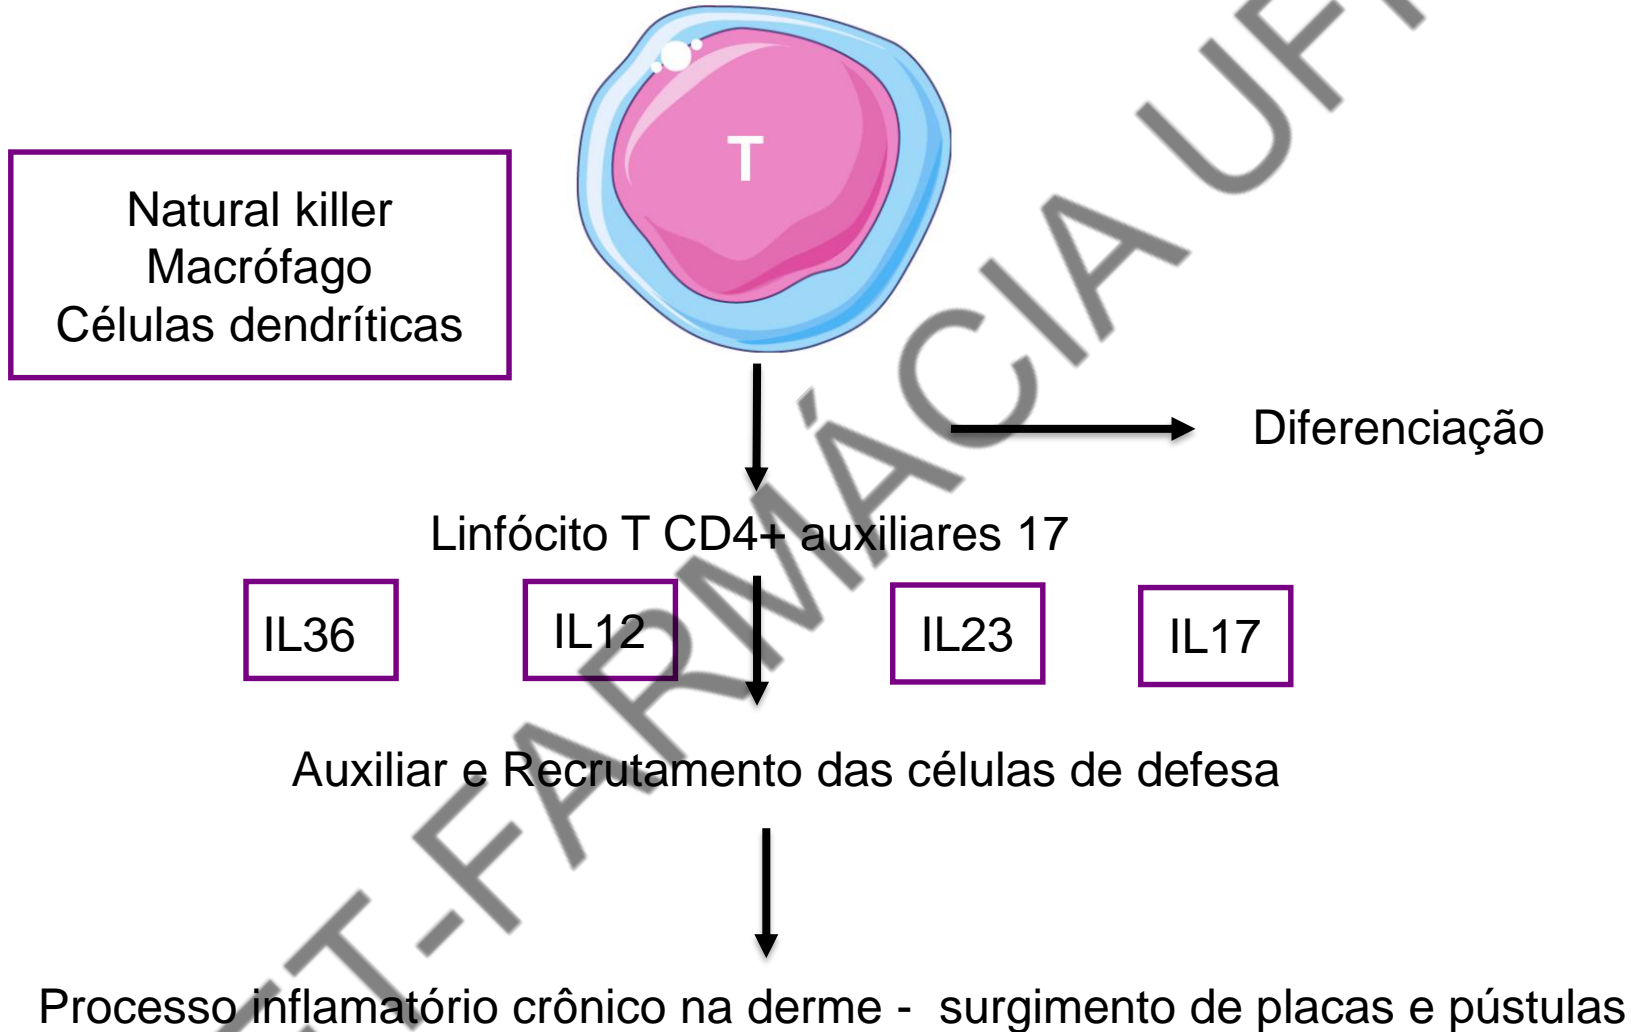 T
Natural killer
Macrófago
Células dendríticas
Diferenciação
Linfócito T CD4+ auxiliares 17
IL36
IL12
IL23
IL17
Auxiliar e Recrutamento das células de defesa
Processo inflamatório crônico na derme - surgimento de placas e pústulas
ET-FARMÁCIA UF